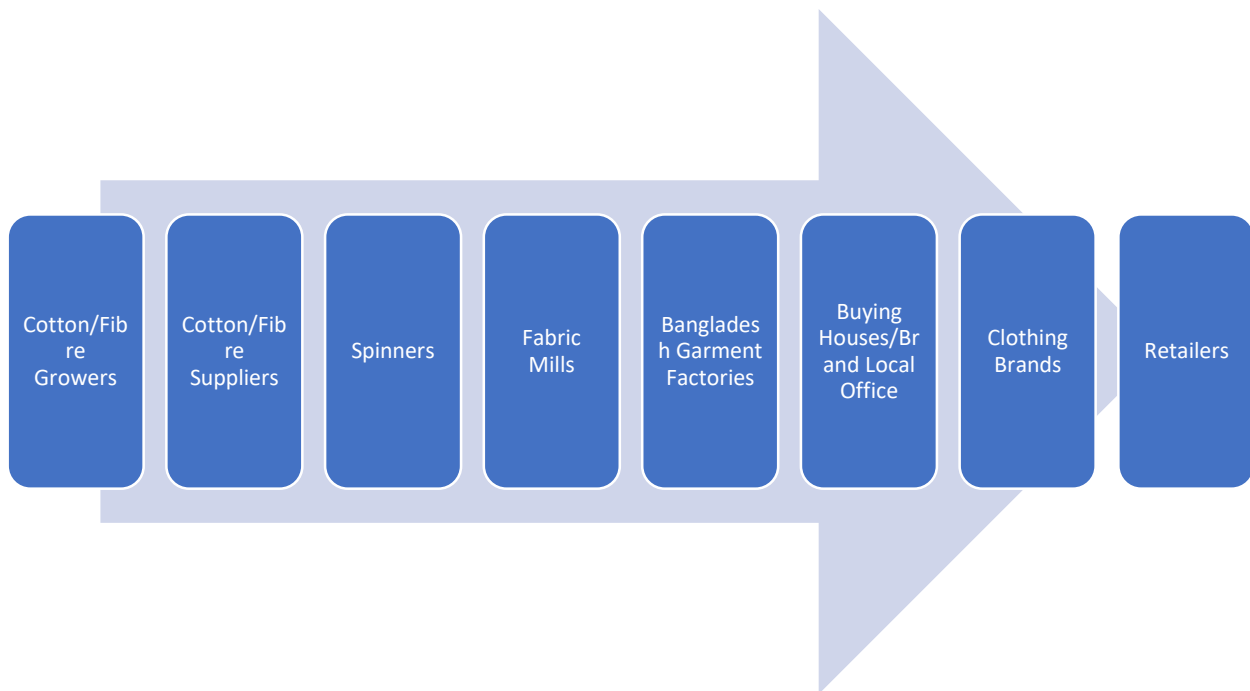 Cotton/Fib
re
Growers
Cotton/Fib
re
Suppliers
Spinners
Fabric
Mills
Banglades
h Garment
Factories
Buying
Houses/Br
and Local
Office
Clothing
Brands
Retailers